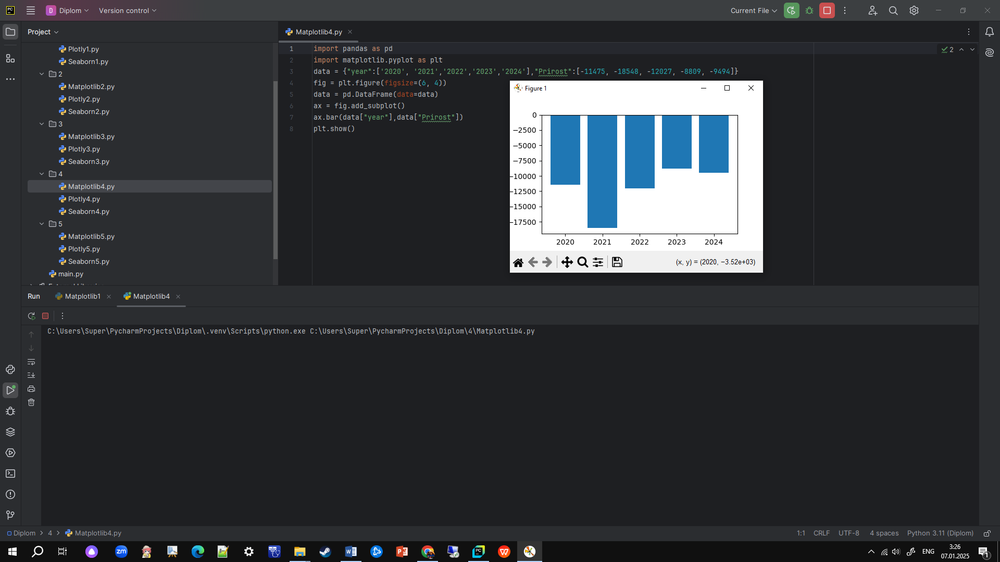 PC
D Diplom
Version control
Current File
Project
Matplotlib4.py
Plotly1.py
Seaborn1.py
2
Matplotlib2.py
Plotly2.py
Seaborn2.py
3
Matplotlib3.py
Plotly3.py
Seaborn3.py
4
Matplotlib4.py
Plotly4.py
Seaborn4.py
5
Matplotlib5.py
Plotly5.py
Seaborn5.py
main.py
2
1 import pandas as pd
2 import matplotlib.pyplot as plt
3 data = {"year":['2020', '2021','2022','2023','2024'],"Prirost":[-11475, -18548, -12027, -8809, -9494]}
4 fig = plt.figure(figsize=(6, 4))
5 data = pd.DataFrame(data=data)
6 ax = fig.add_subplot()
7 ax.bar(data["year"],data["Prirost"])
8 plt.show()
Figure 1
0
−2500
−5000
−7500
−10000
−12500
−15000
−17500
2020 2021 2022 2023 2024
(x, y) = (2020, −3.52e+03)
Run
Matplotlib1
Matplotlib4
C:\Users\Super\PycharmProjects\Diplom\.venv\Scripts\python.exe C:\Users\Super\PycharmProjects\Diplom\4\Matplotlib4.py
Diplom > 4 > Matplotlib4.py
1:1 CRLF UTF-8 4 spaces Python 3.11 (Diplom)
zm
PC
ENG
3:26
07.01.2025
1